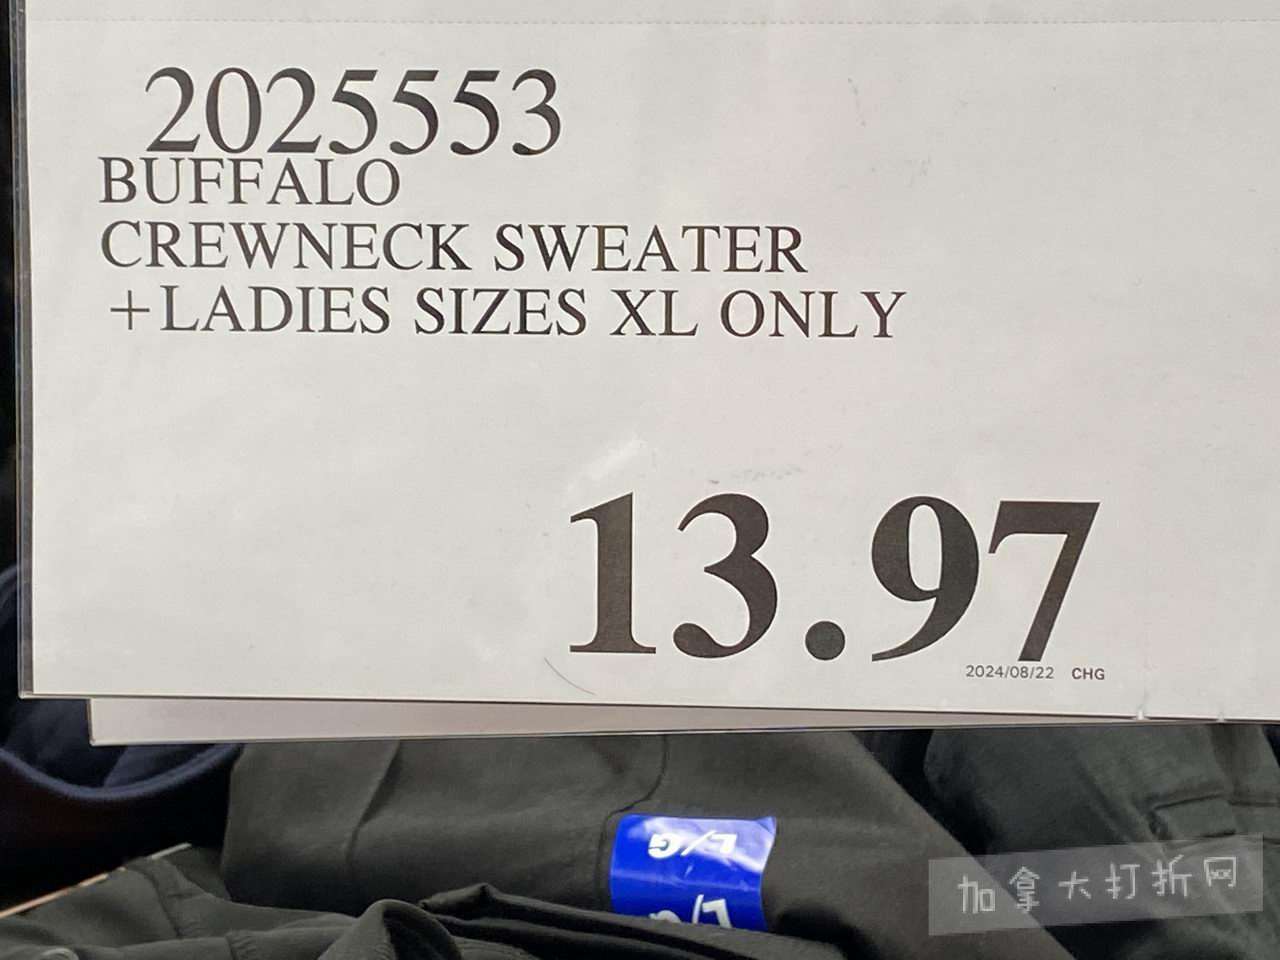 2025553
BUFFALO
CREWNECK SWEATER
+LADIES SIZES XL ONLY
13.97
2024/08/22 CHG
L/G
L/G
加拿大打折网